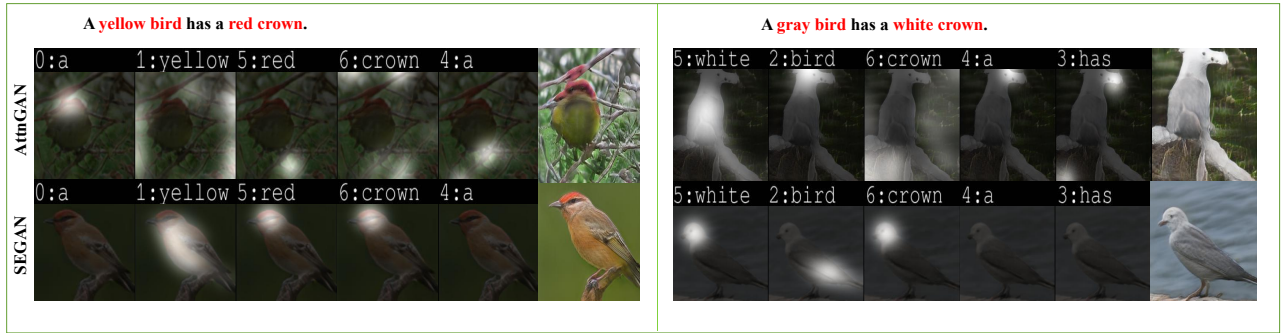 A yellow bird has a red crown.
A gray bird has a white crown.
AttnGAN
0:a 1:yellow 5:red 6:crown 4:a
5:white 2:bird 6:crown 4:a 3:has
SEGAN
0:a 1:yellow 5:red 6:crown 4:a
5:white 2:bird 6:crown 4:a 3:has